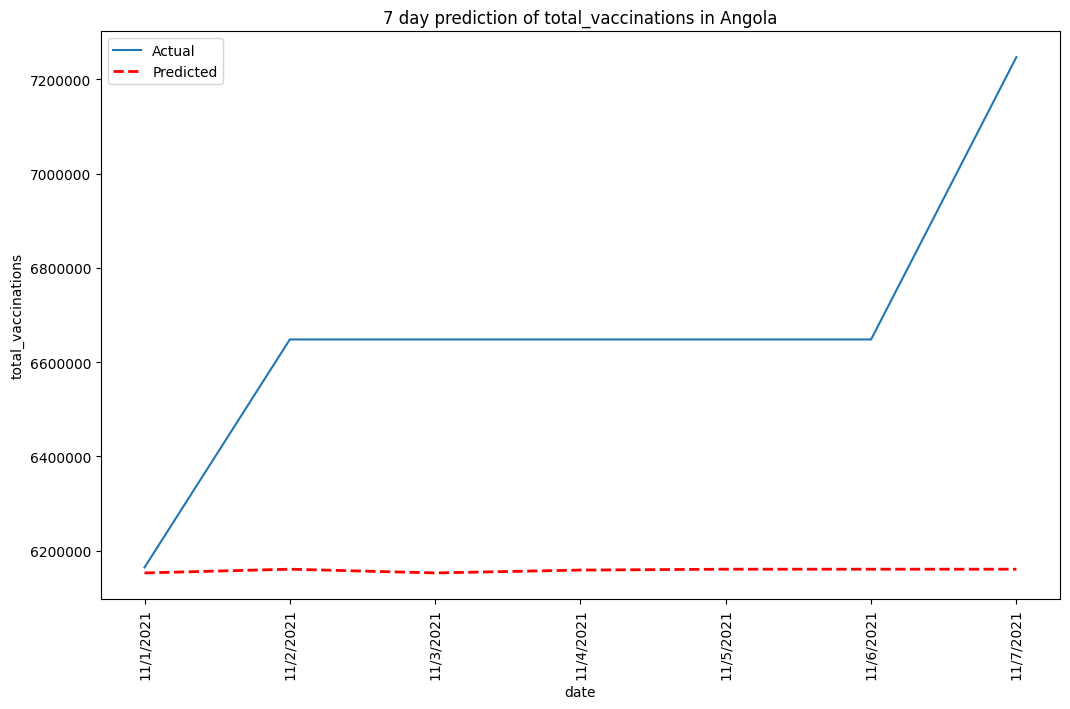 7 day prediction of total_vaccinations in Angola
Actual
Predicted
7200000
7000000
6800000
6600000
6400000
6200000
total_vaccinations
11/1/2021
11/2/2021
11/3/2021
11/4/2021
11/5/2021
11/6/2021
11/7/2021
date